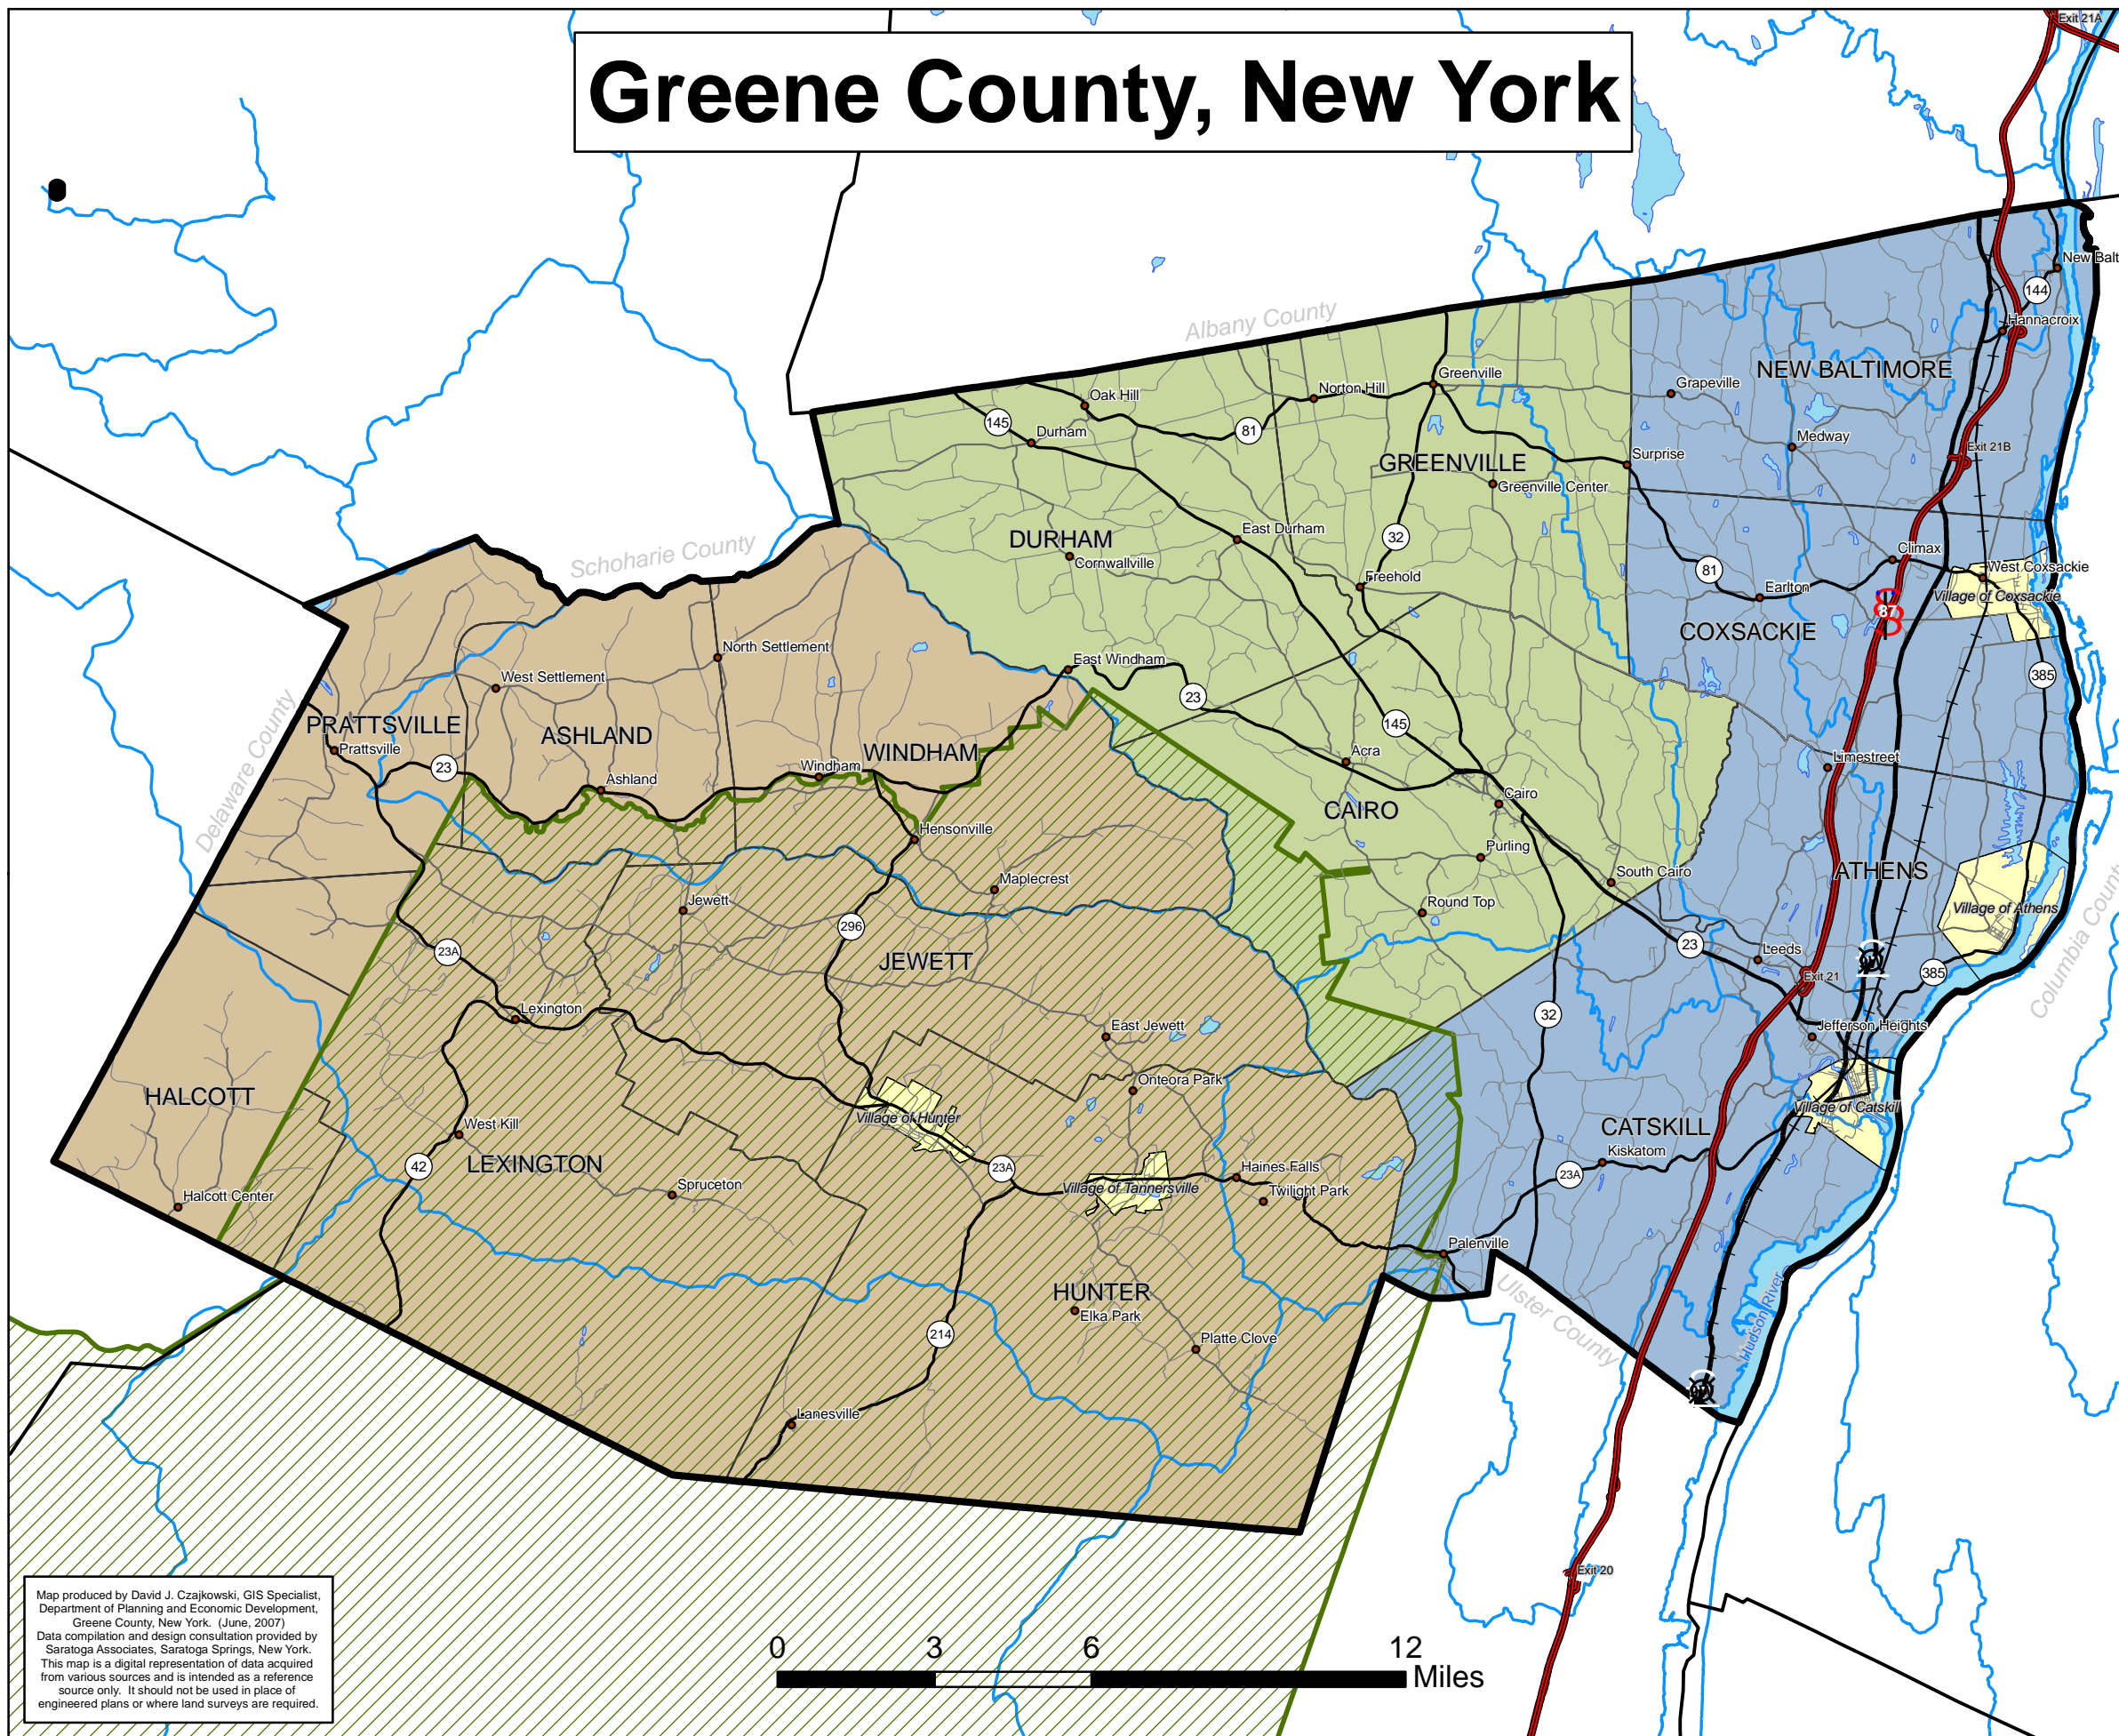 Exit 21A
Greene County, New York
New Balt
144
Hannacroix
Albany County
NEW BALTIMORE
Grapeville
Greenville
Norton Hill
Oak Hill
145
81
Durham
Medway
Exit 21B
Surprise
GREENVILLE
Greenville Center
East Durham
32
DURHAM
Cornwallville
Schoharie County
Climax
West Coxsackie
81
Freehold
Earlton
Village of Coxsackie
87
COXSACKIE
North Settlement
East Windham
West Settlement
385
23
145
PRATTSVILLE
Prattsville
ASHLAND
WINDHAM
Acra
Limestreet
23
Windham
Ashland
Delaware County
Cairo
CAIRO
Hensonville
Purling
South Cairo
ATHENS
Maplecrest
Jewett
Round Top
Village of Athens
Columbia Count
296
23
23A
Leeds
JEWETT
Exit 21
385
Lexington
32
East Jewett
Jefferson Heights
Onteora Park
HALCOTT
Village of Hunter
Village of Catskill
West Kill
CATSKILL
Kiskatom
42
LEXINGTON
23A
Haines Falls
23A
Spruceton
Village of Tannersville
Twilight Park
Halcott Center
Palenville
HUNTER
Elka Park
Ulster County
Hudson River
214
Platte Clove
Lanesville
Exit 20
Map produced by David J. Czajkowski, GIS Specialist,
Department of Planning and Economic Development,
Greene County, New York. (June, 2007)
Data compilation and design consultation provided by
Saratoga Associates, Saratoga Springs, New York.
This map is a digital representation of data acquired
from various sources and is intended as a reference
source only. It should not be used in place of
engineered plans or where land surveys are required.
0 3 6 12
Miles